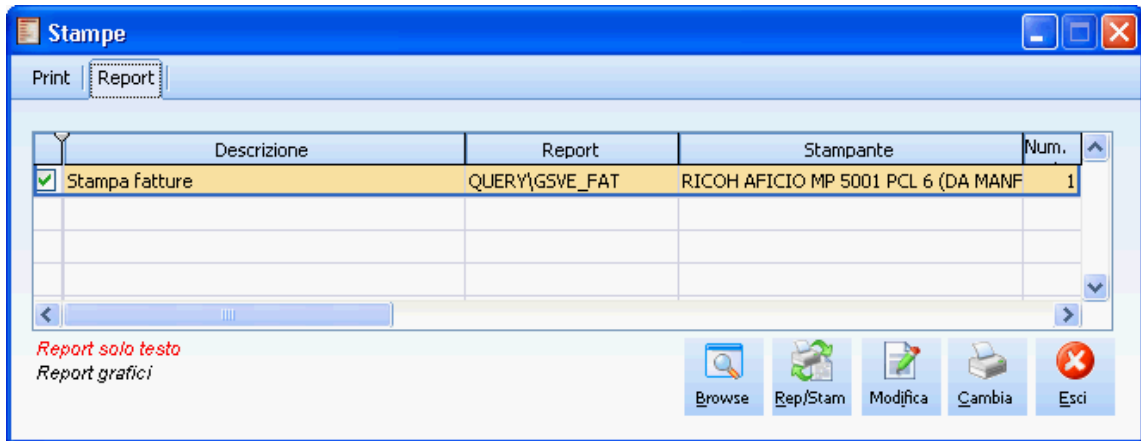 Stampe
Print Report
Descrizione Report Stampante Num.
Stampa fatture QUERY\GSVE_FAT RICOH AFICIO MP 5001 PCL 6 (DA MANF 1
Report solo testo
Report grafici
Browse Rep/Stam Modifica Cambia Esci